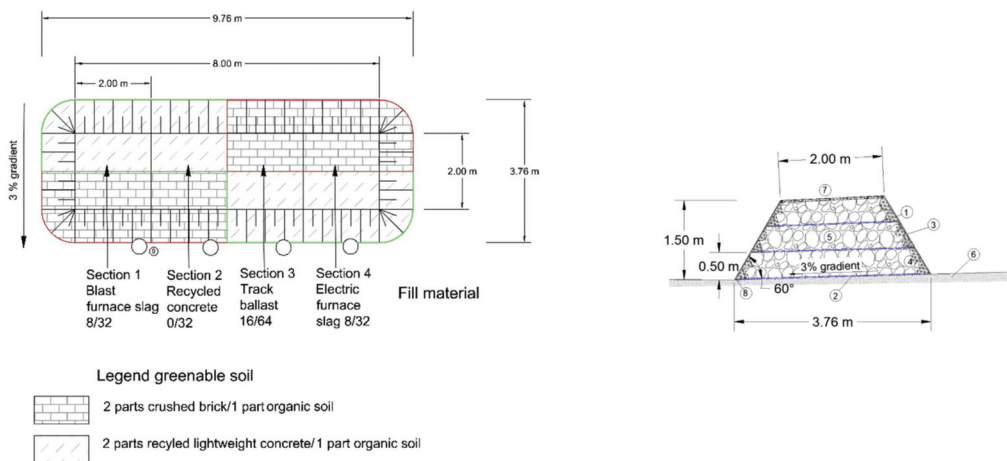 9.76 m
8.00 m
2.00 m
3 % gradient
2.00 m
3.76 m
9
Section 1
Blast
furnace slag
8/32
Section 2
Recycled
concrete
0/32
Section 3
Track
ballast
16/64
Section 4
Electric
furnace
slag 8/32
Fill material
Legend greenable soil
2 parts crushed brick/1 part organic soil
2 parts recyled lightweight concrete/1 part organic soil
2.00 m
7
1
1.50 m
3
5
0.50 m
4
3% gradient
6
60°
2
8
3.76 m